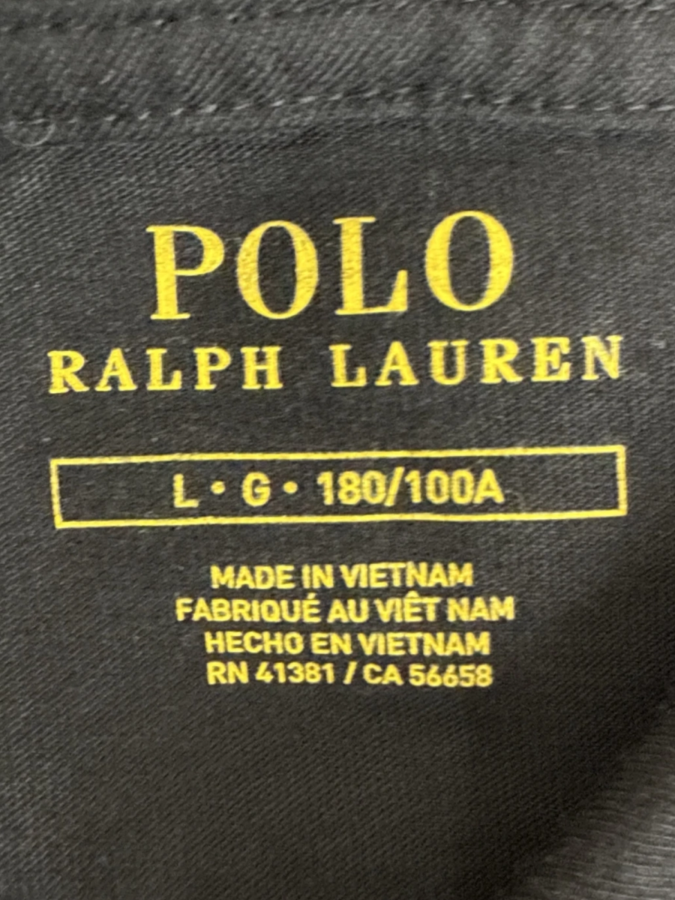 POLO
RALPH LAUREN
L • G • 180/100A
MADE IN VIETNAM
FABRIQUÉ AU VIÊT NAM
HECHO EN VIETNAM
RN 41381 / CA 56658